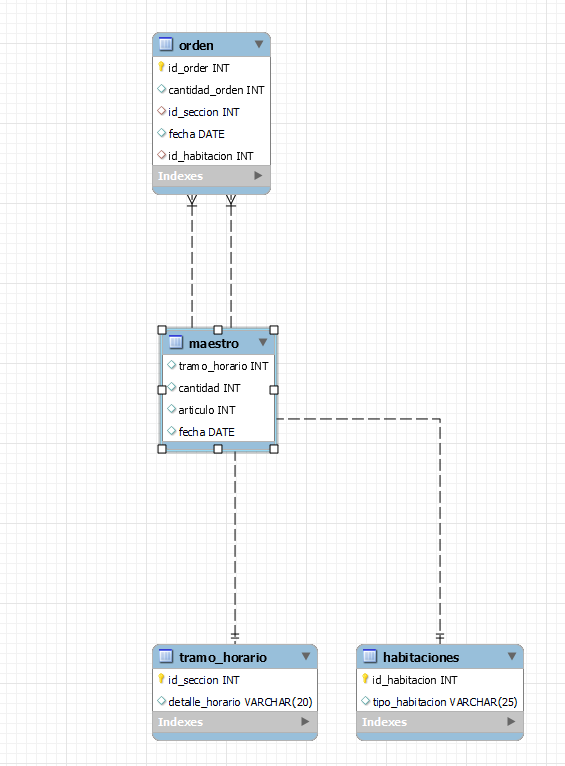 orden
id_order INT
cantidad_orden INT
id_seccion INT
fecha DATE
id_habitacion INT
Indexes
maestro
tramo_horario INT
cantidad INT
articulo INT
fecha DATE
tramo_horario
id_seccion INT
detalle_horario VARCHAR(20)
Indexes
habitaciones
id_habitacion INT
tipo_habitacion VARCHAR(25)
Indexes